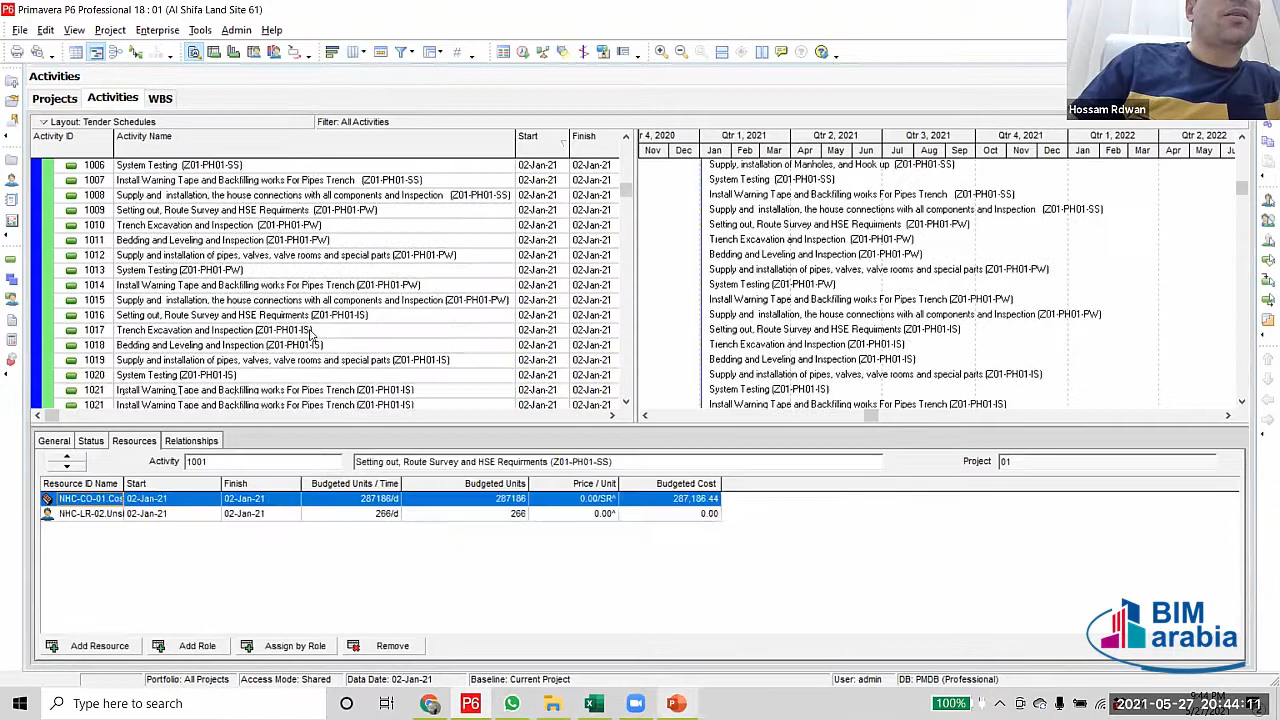 Primavera P6 Professional 18 : 01 (Al Shifa Land Site 61)
File Edit View Project Enterprise Tools Admin Help
Hossam Rdwan
Activities
Projects Activities WBS
Layout: Tender Schedules Filter: All Activities
Activity ID Activity Name Start Finish
r 4, 2020 Qtr 1, 2021 Qtr 2, 2021 Qtr 3, 2021 Qtr 4, 2021 Qtr 1, 2022 Qtr 2, 2022
Nov Dec Jan Feb Mar Apr May Jun Jul Aug Sep Oct Nov Dec Jan Feb Mar Apr May
1006 System Testing (Z01-PH01-SS) 02-Jan-21 02-Jan-21
1007 Install Warning Tape and Backfilling works For Pipes Trench (Z01-PH01-SS) 02-Jan-21 02-Jan-21
1008 Supply and installation, the house connections with all components and Inspection (Z01-PH01-SS) 02-Jan-21 02-Jan-21
1009 Setting out, Route Survey and HSE Requirments (Z01-PH01-PW) 02-Jan-21 02-Jan-21
1010 Trench Excavation and Inspection (Z01-PH01-PW) 02-Jan-21 02-Jan-21
1011 Bedding and Leveling and Inspection (Z01-PH01-PW) 02-Jan-21 02-Jan-21
1012 Supply and installation of pipes, valves, valve rooms and special parts (Z01-PH01-PW) 02-Jan-21 02-Jan-21
1013 System Testing (Z01-PH01-PW) 02-Jan-21 02-Jan-21
1014 Install Warning Tape and Backfilling works For Pipes Trench (Z01-PH01-PW) 02-Jan-21 02-Jan-21
1015 Supply and installation, the house connections with all components and Inspection (Z01-PH01-PW) 02-Jan-21 02-Jan-21
1016 Setting out, Route Survey and HSE Requirments (Z01-PH01-IS) 02-Jan-21 02-Jan-21
1017 Trench Excavation and Inspection (Z01-PH01-IS) 02-Jan-21 02-Jan-21
1018 Bedding and Leveling and Inspection (Z01-PH01-IS) 02-Jan-21 02-Jan-21
1019 Supply and installation of pipes, valves, valve rooms and special parts (Z01-PH01-IS) 02-Jan-21 02-Jan-21
1020 System Testing (Z01-PH01-IS) 02-Jan-21 02-Jan-21
1021 Install Warning Tape and Backfilling works For Pipes Trench (Z01-PH01-IS) 02-Jan-21 02-Jan-21
1021 Install Warning Tape and Backfilling works For Pipes Trench (Z01-PH01-IS) 02-Jan-21 02-Jan-21
Supply, installation of Manholes, and Hook up (Z01-PH01-SS)
System Testing (Z01-PH01-SS)
Install Warning Tape and Backfilling works For Pipes Trench (Z01-PH01-SS)
Supply and installation, the house connections with all components and Inspection (Z01-PH01-SS)
Setting out, Route Survey and HSE Requirments (Z01-PH01-PW)
Trench Excavation and Inspection (Z01-PH01-PW)
Bedding and Leveling and Inspection (Z01-PH01-PW)
Supply and installation of pipes, valves, valve rooms and special parts (Z01-PH01-PW)
System Testing (Z01-PH01-PW)
Install Warning Tape and Backfilling works For Pipes Trench (Z01-PH01-PW)
Supply and installation, the house connections with all components and Inspection (Z01-PH01-PW)
Setting out, Route Survey and HSE Requirments (Z01-PH01-IS)
Trench Excavation and Inspection (Z01-PH01-IS)
Bedding and Leveling and Inspection (Z01-PH01-IS)
Supply and installation of pipes, valves, valve rooms and special parts (Z01-PH01-IS)
System Testing (Z01-PH01-IS)
Install Warning Tape and Backfilling works For Pipes Trench (Z01-PH01-IS)
General Status Resources Relationships
Activity 1001 Setting out, Route Survey and HSE Requirments (Z01-PH01-SS) Project 01
Resource ID Name Start Finish Budgeted Units / Time Budgeted Units Price / Unit Budgeted Cost
NHC-CO-01.Cos 02-Jan-21 02-Jan-21 287186/d 287186 0.00/SR^ 287,186.44
NHC-LR-02.Uns 02-Jan-21 02-Jan-21 266/d 266 0.00^ 0.00
Add Resource Add Role Assign by Role Remove
BIM
arabia
Portfolio: All Projects Access Mode: Shared Data Date: 02-Jan-21 Baseline: Current Project User: admin DB: PMDB (Professional)
Type here to search 100% 9:44 PM
2021-05-27 20:44:11